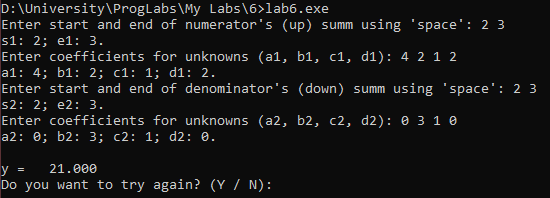 D:\University\ProgLabs\My Labs\6>lab6.exe
Enter start and end of numerator's (up) summ using 'space': 2 3
s1: 2; e1: 3.
Enter coefficients for unknowns (a1, b1, c1, d1): 4 2 1 2
a1: 4; b1: 2; c1: 1; d1: 2.
Enter start and end of denominator's (down) summ using 'space': 2 3
s2: 2; e2: 3.
Enter coefficients for unknowns (a2, b2, c2, d2): 0 3 1 0
a2: 0; b2: 3; c2: 1; d2: 0.
y =   21.000
Do you want to try again? (Y / N):